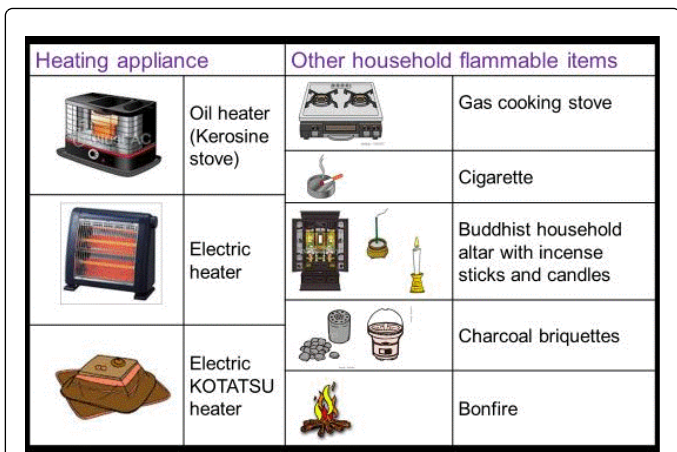 Heating appliance
Other household flammable items
Oil heater
(Kerosine
stove)
Electric
heater
Electric
KOTATSU
heater
Gas cooking stove
Cigarette
Buddhist household
altar with incense
sticks and candles
Charcoal briquettes
Bonfire